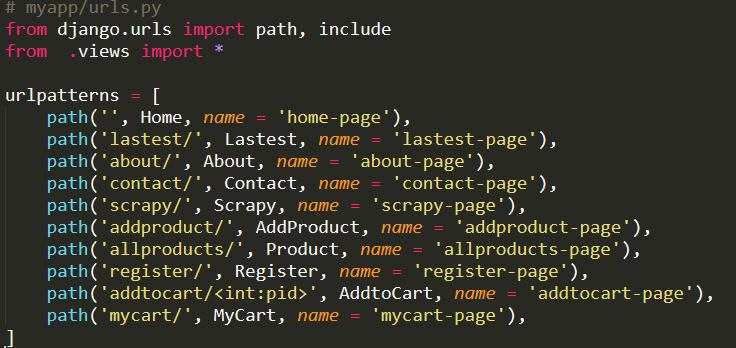 # myapp/urls.py
from django.urls import path, include
from  .views import *

urlpatterns = [
    path('', Home, name = 'home-page'),
    path('lastest/', Lastest, name = 'lastest-page'),
    path('about/', About, name = 'about-page'),
    path('contact/', Contact, name = 'contact-page'),
    path('scrapy/', Scrapy, name = 'scrapy-page'),
    path('addproduct/', AddProduct, name = 'addproduct-page'),
    path('allproducts/', Product, name = 'allproducts-page'),
    path('register/', Register, name = 'register-page'),
    path('addtocart/<int:pid>', AddtoCart, name = 'addtocart-page'),
    path('mycart/', MyCart, name = 'mycart-page'),
]